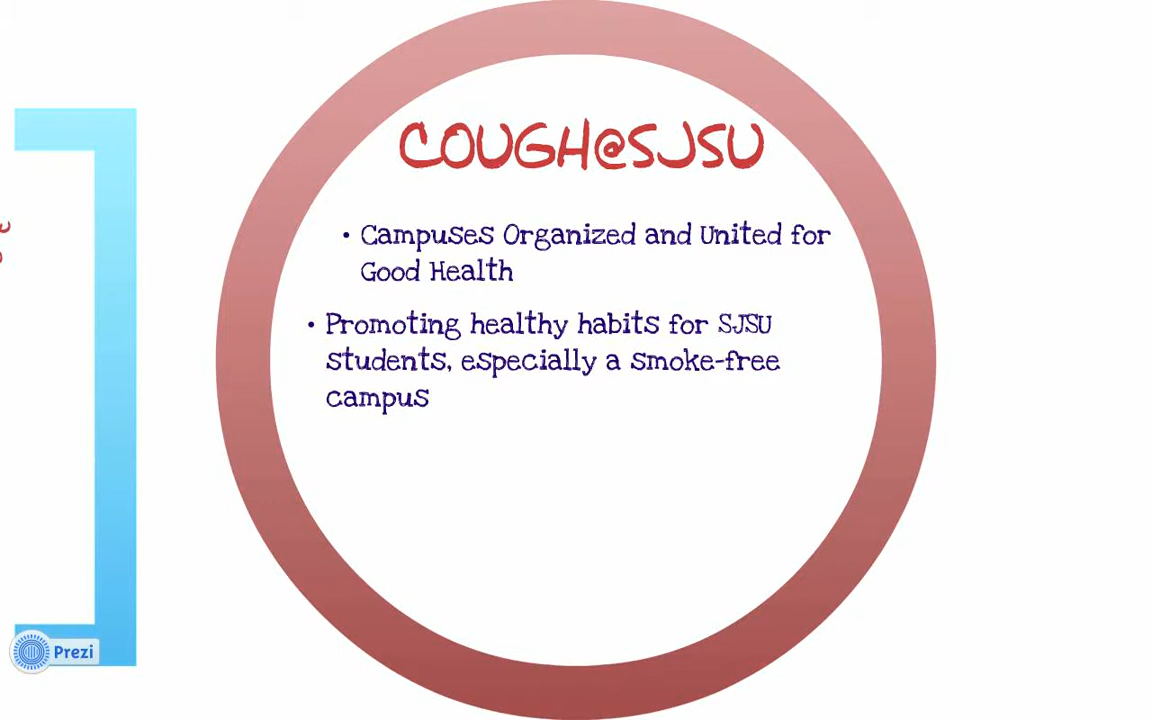 COUGH@SJSU
• Campuses Organized and United for
Good Health
• Promoting healthy habits for SJSU
students, especially a smoke-free
campus
Prezi